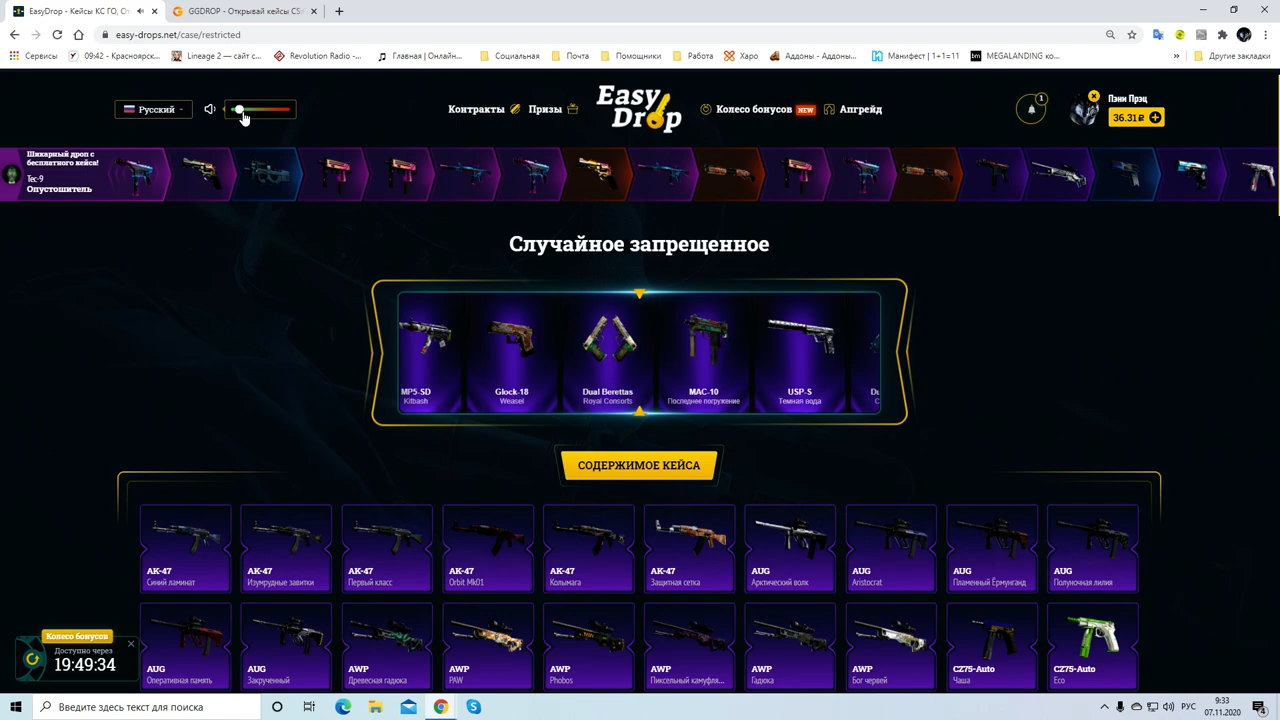 EasyDrop - Кейсы КС ГО, От
GGDROP - Открывай кейсы CS:
easy-drops.net/case/restricted
Сервисы
09:42 - Красноярск...
Lineage 2 — сайт с...
Revolution Radio -...
Главная | Онлайн...
Социальная
Почта
Помощники
Работа
Харо
Аддоны - Аддоны...
Манифест | 1+1=11
MEGALANDING ко...
»
Другие закладки
Русский
Контракты
Призы
Easy
Drop
Колесо бонусов NEW
Апгрейд
1
Пэни Прэц
36.31₽
Шикарный дроп с
бесплатного кейса!
Tec-9
Опустошитель
Случайное запрещенное
MP5-SD
Kitbash
Glock-18
Weasel
Dual Berettas
Royal Consorts
MAC-10
Последнее погружение
USP-S
Темная вода
СОДЕРЖИМОЕ КЕЙСА
AK-47
Синий ламинат
AK-47
Изумрудные завитки
AK-47
Первый класс
AK-47
Orbit Mk01
AK-47
Колымага
AK-47
Защитная сетка
AUG
Арктический волк
AUG
Aristocrat
AUG
Пламенный Ёрмунганд
AUG
Полуночная лилия
AUG
Оперативная память
AUG
Закрученный
AWP
Древесная гадюка
AWP
PAW
AWP
Phobos
AWP
Пиксельный камуфля...
AWP
Гадюка
AWP
Бог червей
CZ75-Auto
Чаша
CZ75-Auto
Eco
Колесо бонусов
Доступно через
19:49:34
Введите здесь текст для поиска
РУС
9:33
07.11.2020
4